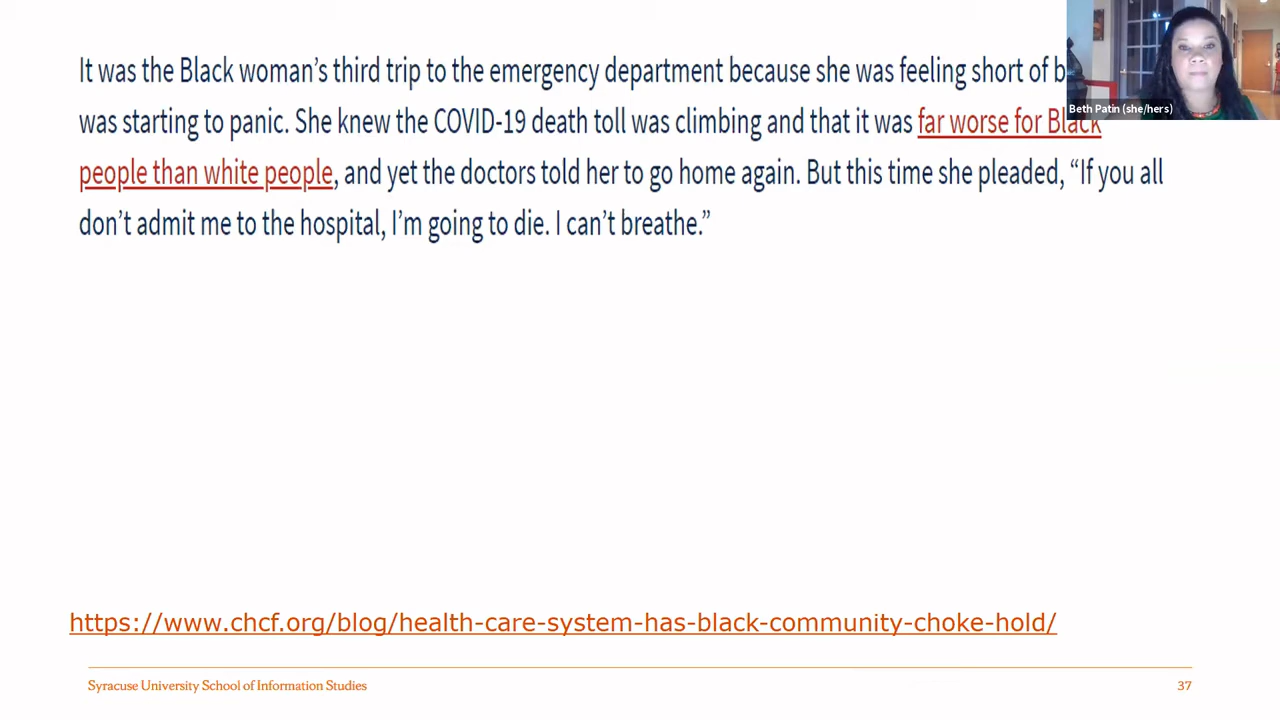 It was the Black woman's third trip to the emergency department because she was feeling short of
Beth Patin (she/hers)
was starting to panic. She knew the COVID-19 death toll was climbing and that it was far worse for Black
people than white people, and yet the doctors told her to go home again. But this time she pleaded, “If you all
don't admit me to the hospital, I'm going to die. I can't breathe.”
https://www.chcf.org/blog/health-care-system-has-black-community-choke-hold/
Syracuse University School of Information Studies
37